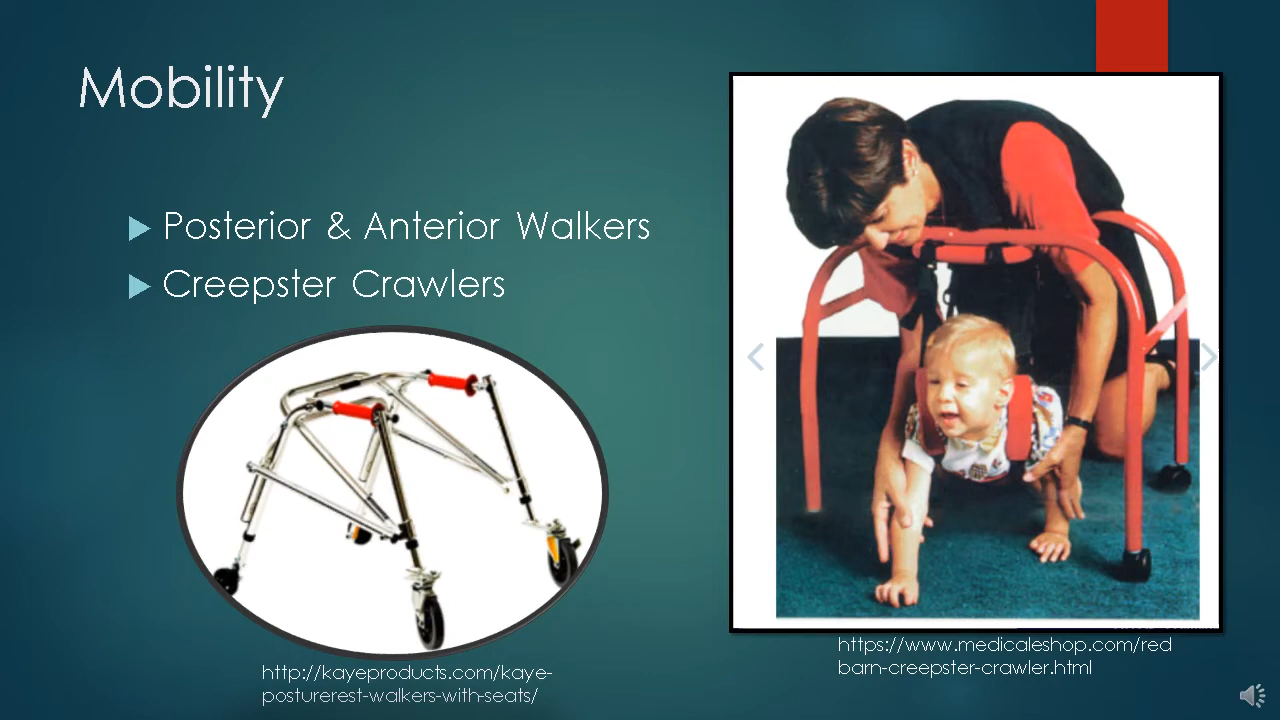 Mobility
Posterior & Anterior Walkers
Creepster Crawlers
http://kayeproducts.com/kaye-
posturerest-walkers-with-seats/
https://www.medicaleshop.com/red
barn-creepster-crawler.html